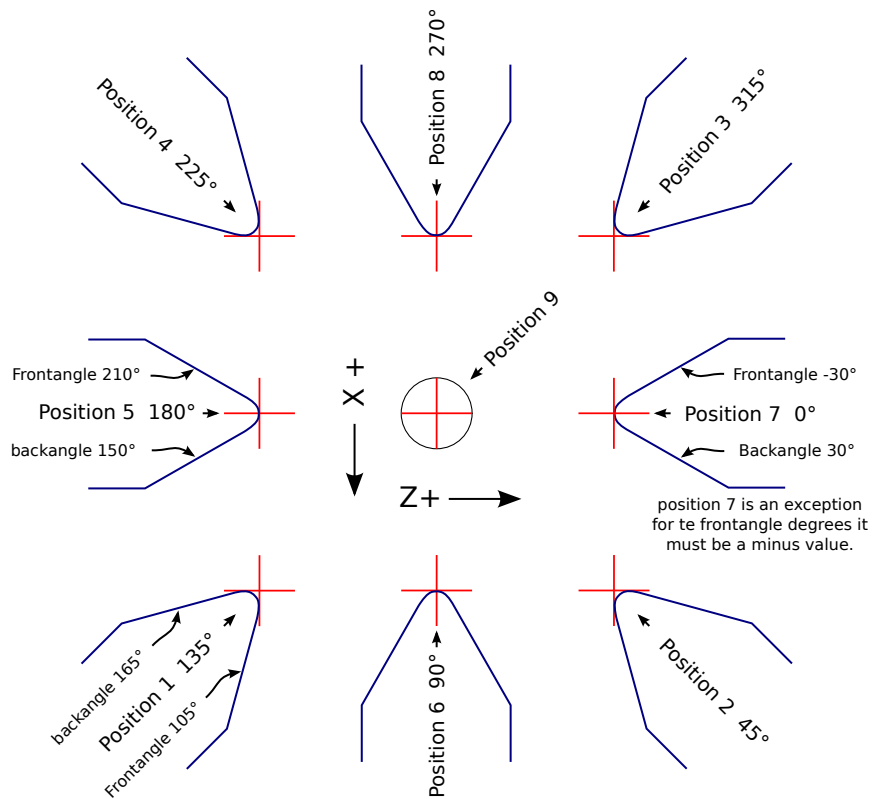 Position 4 225°
Position 8 270°
Position 3 315°
Frontangle 210°
Position 5 180°
backangle 150°
X +
Position 9
Z+
Frontangle -30°
Position 7 0°
Backangle 30°
position 7 is an exception
for te frontangle degrees it
must be a minus value.
backangle 165°
Position 1 135°
Frontangle 105°
Position 6 90°
Position 2 45°